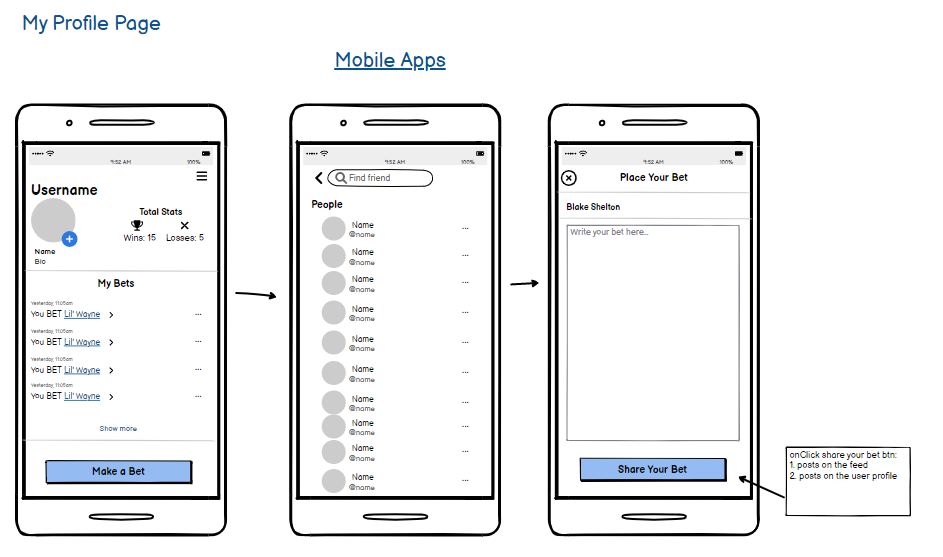 My Profile Page
Mobile Apps
9:52 AM 100%
Username
Total Stats
Wins: 15 Losses: 5
Name
Bio
My Bets
Yesterday, 11:05am
You BET Lil' Wayne
Yesterday, 11:05am
You BET Lil' Wayne
Yesterday, 11:05am
You BET Lil' Wayne
Yesterday, 11:05am
You BET Lil' Wayne
Show more
Make a Bet
9:52 AM 100%
Find friend
People
Name
@name
Name
@name
Name
@name
Name
@name
Name
@name
Name
@name
Name
@name
Name
@name
Name
@name
Name
@name
9:52 AM 100%
Place Your Bet
Blake Shelton
Write your bet here...
Share Your Bet
onClick share your bet btn:
1. posts on the feed
2. posts on the user profile